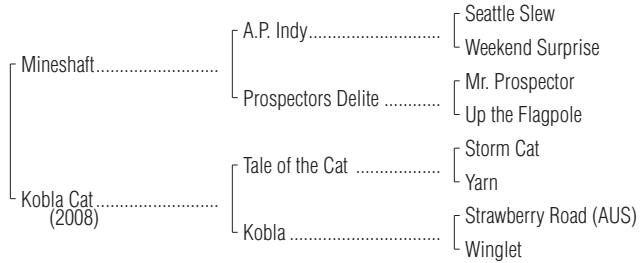 Seattle Slew
A.P. Indy
Weekend Surprise
Mineshaft
Mr. Prospector
Prospectors Delite
Up the Flagpole
Storm Cat
Tale of the Cat
Yarn
Kobla Cat
(2008)
Strawberry Road (AUS)
Kobla
Winglet